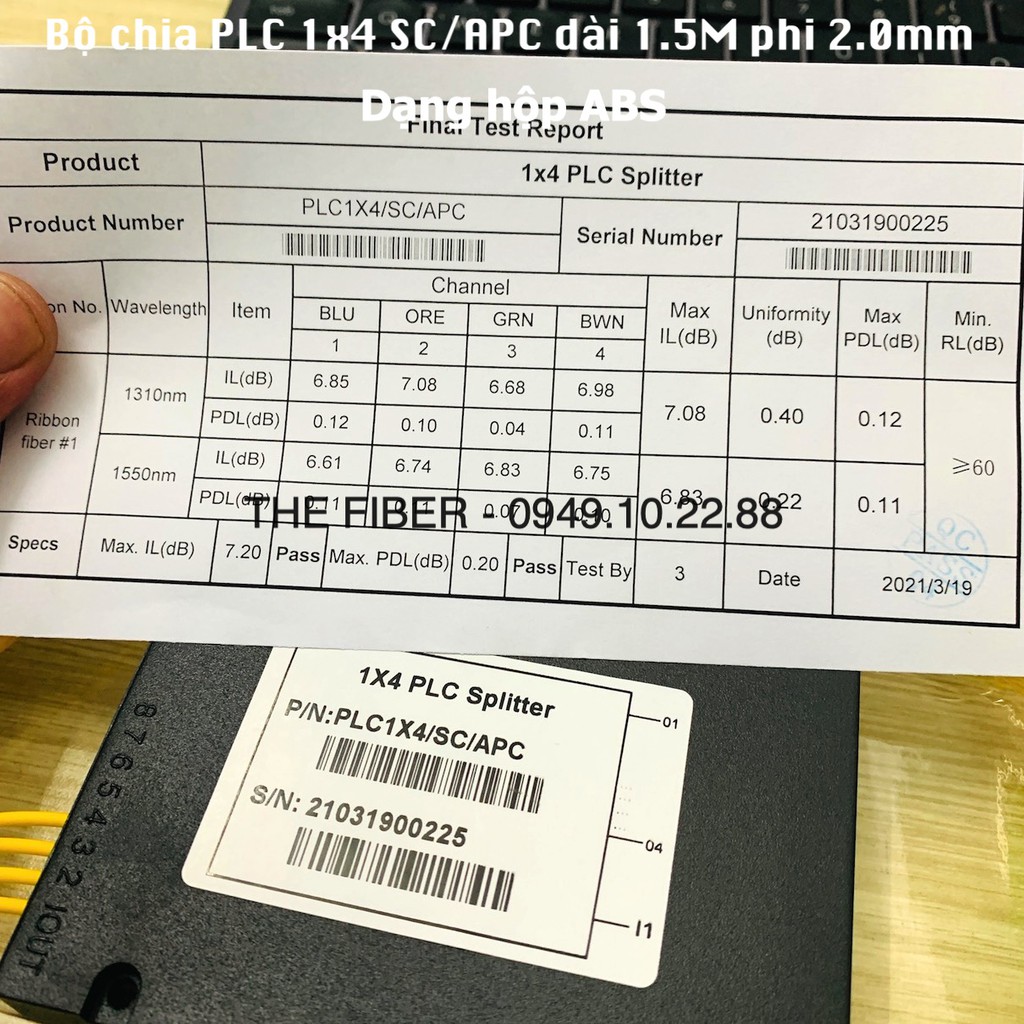 Bộ chia PLC 1x4 SC/APC dài 1.5M phi 2.0mm
Dạng hộp ABS
Final Test Report
Product 1x4 PLC Splitter
Product Number PLC1X4/SC/APC Serial Number 21031900225
on No. Wavelength Item Channel Max IL(dB) Uniformity (dB) Max PDL(dB) Min. RL(dB)
BLU ORE GRN BWN
1 2 3 4
Ribbon fiber #1 1310nm IL(dB) 6.85 7.08 6.68 6.98 7.08 0.40 0.12 ≥60
PDL(dB) 0.12 0.10 0.04 0.11
1550nm IL(dB) 6.61 6.74 6.83 6.75 6.83 0.22 0.11
PDL(dB)
THE FIBER - 0949.10.22.88
Specs Max. IL(dB) 7.20 Pass Max. PDL(dB) 0.20 Pass Test By 3 Date 2021/3/19
1X4 PLC Splitter
P/N:PLC1X4/SC/APC
S/N: 21031900225
01
04
I1
8 7 6 5 4 3 2 1OUT